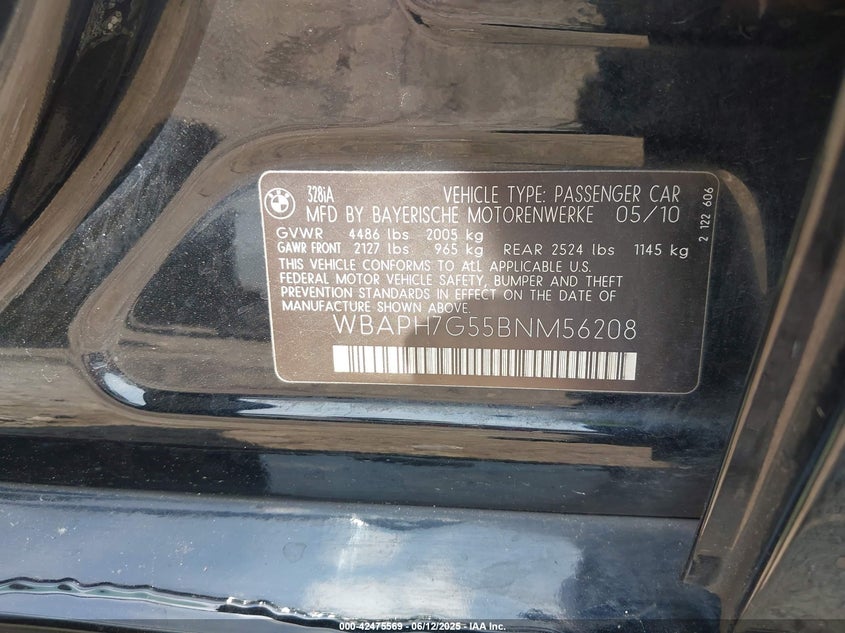 BMW
328iA VEHICLE TYPE: PASSENGER CAR
MFD BY BAYERISCHE MOTORENWERKE 05/10
GVWR 4486 lbs 2005 kg
GAWR FRONT 2127 lbs 965 kg REAR 2524 lbs 1145 kg
THIS VEHICLE CONFORMS TO ALL APPLICABLE U.S.
FEDERAL MOTOR VEHICLE SAFETY, BUMPER AND THEFT
PREVENTION STANDARDS IN EFFECT ON THE DATE OF
MANUFACTURE SHOWN ABOVE.
WBAPH7G55BNM56208
2 122 606
000-42475569 - 06/12/2025 - IAA Inc.